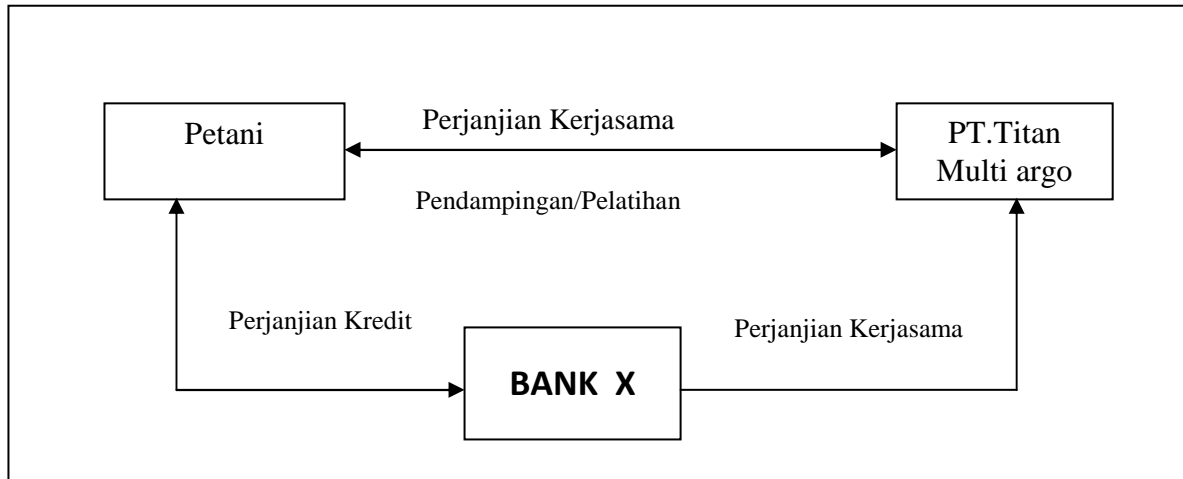 Petani
Perjanjian Kerjasama
PT.Titan
Multi argo
Pendampingan/Pelatihan
Perjanjian Kredit
BANK X
Perjanjian Kerjasama